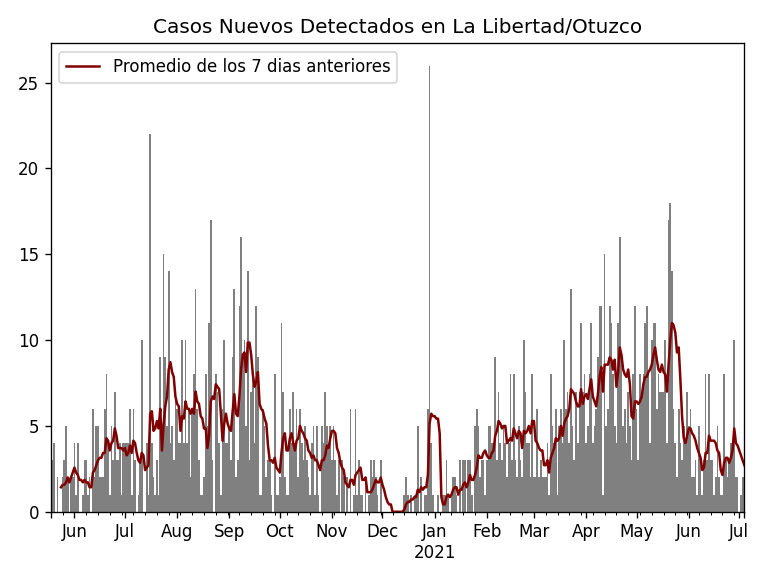 Casos Nuevos Detectados en La Libertad/Otuzco
Promedio de los 7 dias anteriores
25
20
15
10
5
0
Jun Jul Aug Sep Oct Nov Dec Jan Feb Mar Apr May Jun Jul
2021